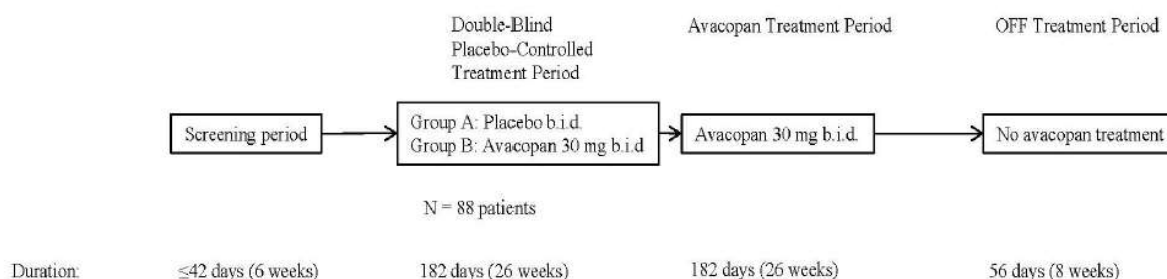 Double-Blind
Placebo-Controlled
Treatment Period
Avacopan Treatment Period
OFF Treatment Period
Screening period
Group A: Placebo b.i.d.
Group B: Avacopan 30 mg b.i.d
Avacopan 30 mg b.i.d.
No avacopan treatment
N = 88 patients
Duration: ≤42 days (6 weeks) 182 days (26 weeks) 182 days (26 weeks) 56 days (8 weeks)